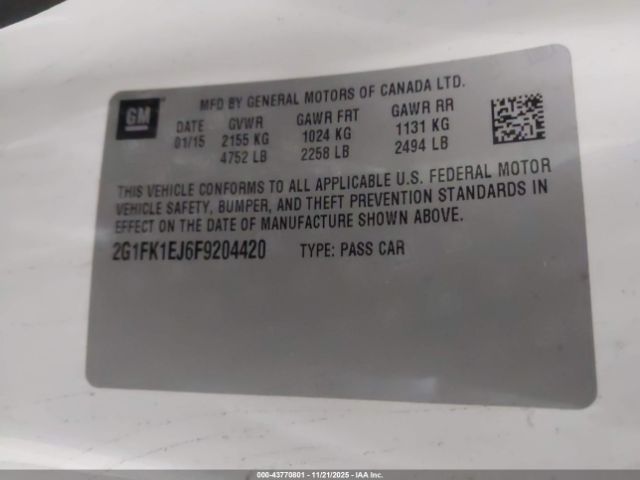 MFD BY GENERAL MOTORS OF CANADA LTD.
GM
DATE GVWR GAWR FRT GAWR RR
01/15 2155 KG 1024 KG 1131 KG
4752 LB 2258 LB 2494 LB
THIS VEHICLE CONFORMS TO ALL APPLICABLE U.S. FEDERAL MOTOR
VEHICLE SAFETY, BUMPER, AND THEFT PREVENTION STANDARDS IN
EFFECT ON THE DATE OF MANUFACTURE SHOWN ABOVE.
2G1FK1EJ6F9204420 TYPE: PASS CAR
000-43770801 - 11/21/2025 - IAATRADEMARK